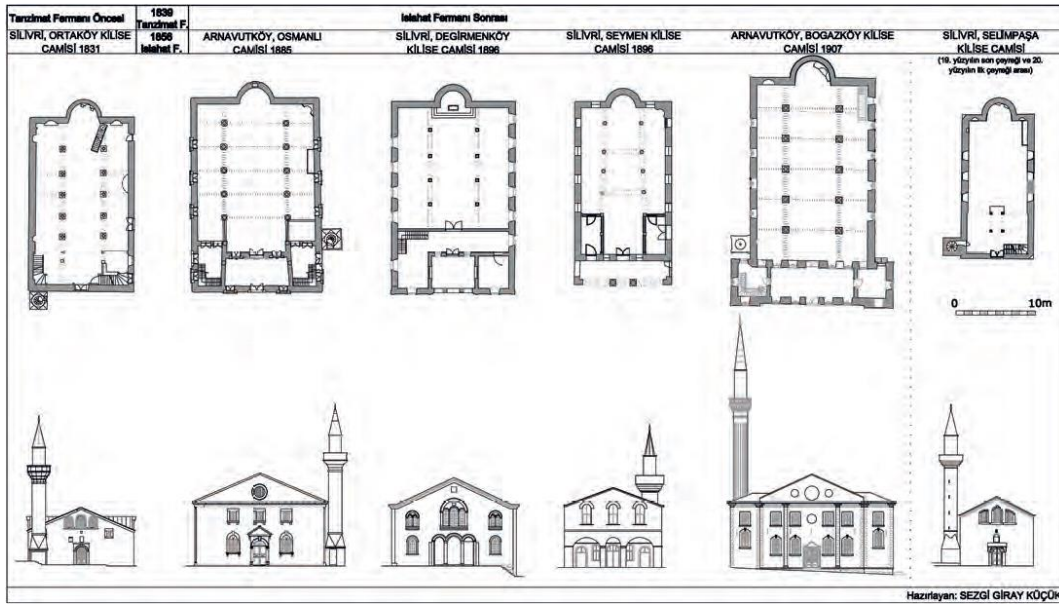 Tanzimat Fermanı Öncesi
1839
Tanzimat F.
1856
Islahat F.
Islahat Fermanı Sonrası
SİLİVRİ, ORTAKÖY KİLİSE
CAMİSİ 1831
ARNAVUTKÖY, OSMANLI
CAMİSİ 1885
SİLİVRİ, DEGİRMENKÖY
KİLİSE CAMİSİ 1896
SİLİVRİ, SEYMEN KİLİSE
CAMİSİ 1896
ARNAVUTKÖY, BOGAZKÖY KİLİSE
CAMİSİ 1907
SİLİVRİ, SELİMPAŞA
KİLİSE CAMİSİ
(19. yüzyılın son çeyreği ve 20.
yüzyılın ilk çeyreği arası)
0 10m
Hazırlayan: SEZGİ GİRAY KÜÇÜK